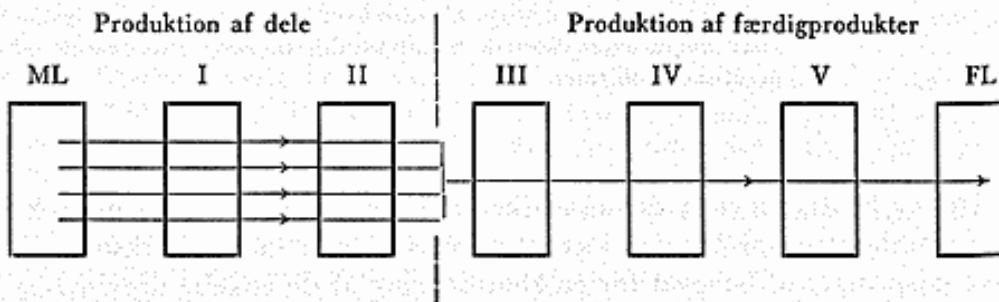 Produktion af dele Produktion af færdigprodukter
ML I II III IV V FL